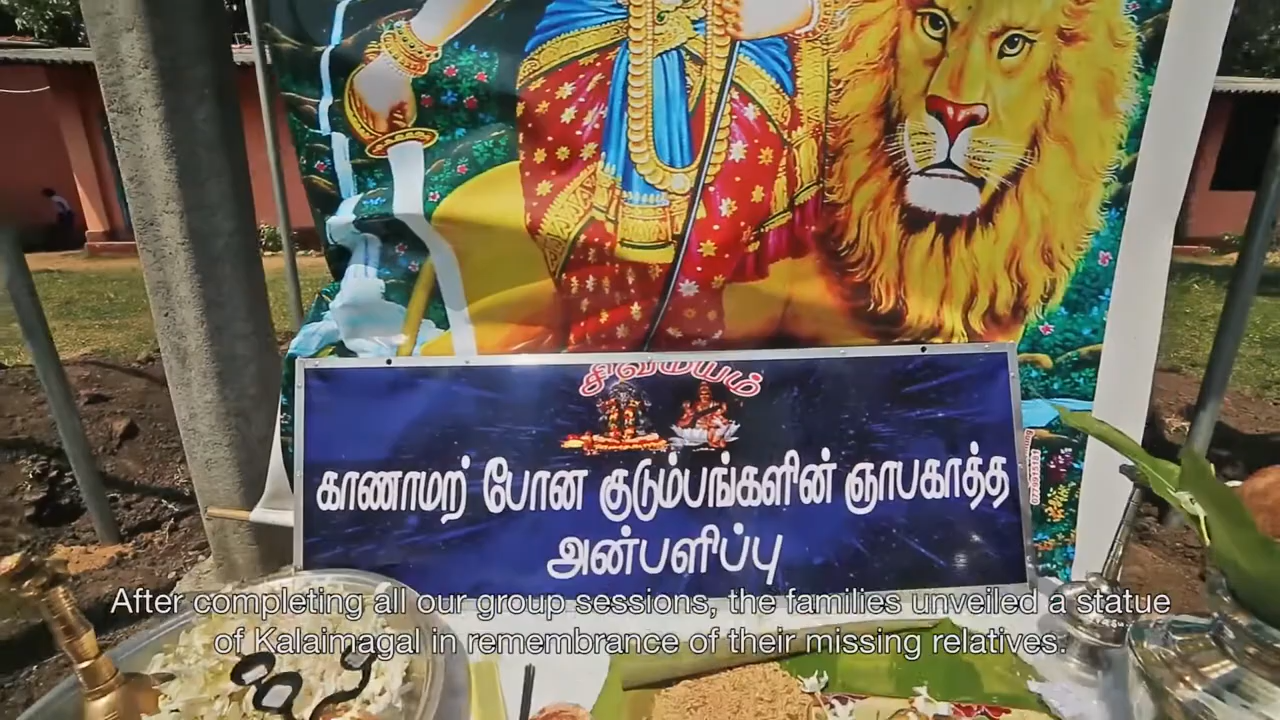 சிவமயம்
காணாமற் போன குடும்பங்களின் ஞாபகாத்த
அன்பளிப்பு
After completing all our group sessions, the families unveiled a statue
of Kalaimagal in remembrance of their missing relatives.